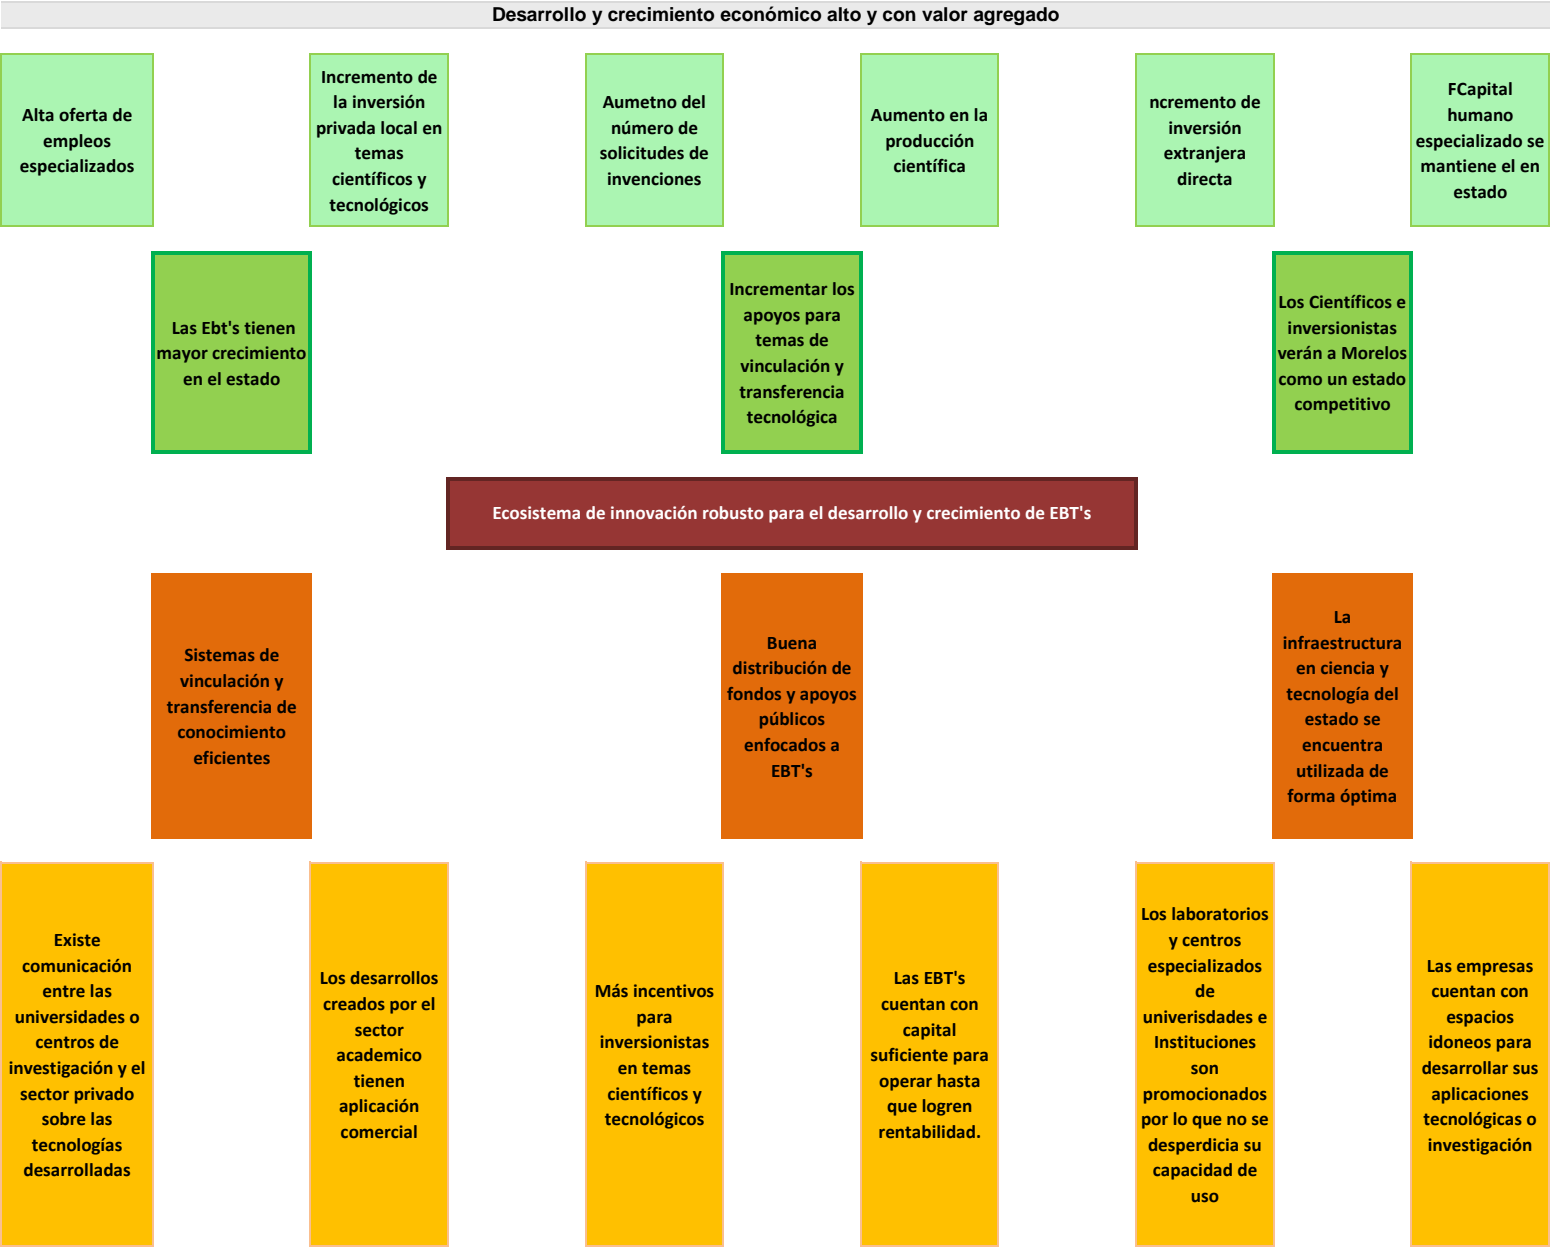 Desarrollo y crecimiento económico alto y con valor agregado
Alta oferta de
empleos
especializados
Incremento de
la inversión
privada local en
temas
científicos y
tecnológicos
Aumetno del
número de
solicitudes de
invenciones
Aumento en la
producción
científica
ncremento de
inversión
extranjera
directa
FCapital
humano
especializado se
mantiene el en
estado
Las Ebt's tienen
mayor crecimiento
en el estado
Incrementar los
apoyos para
temas de
vinculación y
transferencia
tecnológica
Los Científicos e
inversionistas
verán a Morelos
como un estado
competitivo
Ecosistema de innovación robusto para el desarrollo y crecimiento de EBT's
Sistemas de
vinculación y
transferencia de
conocimiento
eficientes
Buena
distribución de
fondos y apoyos
públicos
enfocados a
EBT's
La
infraestructura
en ciencia y
tecnología del
estado se
encuentra
utilizada de
forma óptima
Existe
comunicación
entre las
universidades o
centros de
investigación y el
sector privado
sobre las
tecnologías
desarrolladas
Los desarrollos
creados por el
sector
academico
tienen
aplicación
comercial
Más incentivos
para
inversionistas
en temas
científicos y
tecnológicos
Las EBT's
cuentan con
capital
suficiente para
operar hasta
que logren
rentabilidad.
Los laboratorios
y centros
especializados
de
univerisdades e
Instituciones
son
promocionados
por lo que no se
desperdicia su
capacidad de
uso
Las empresas
cuentan con
espacios
idoneos para
desarrollar sus
aplicaciones
tecnológicas o
investigación